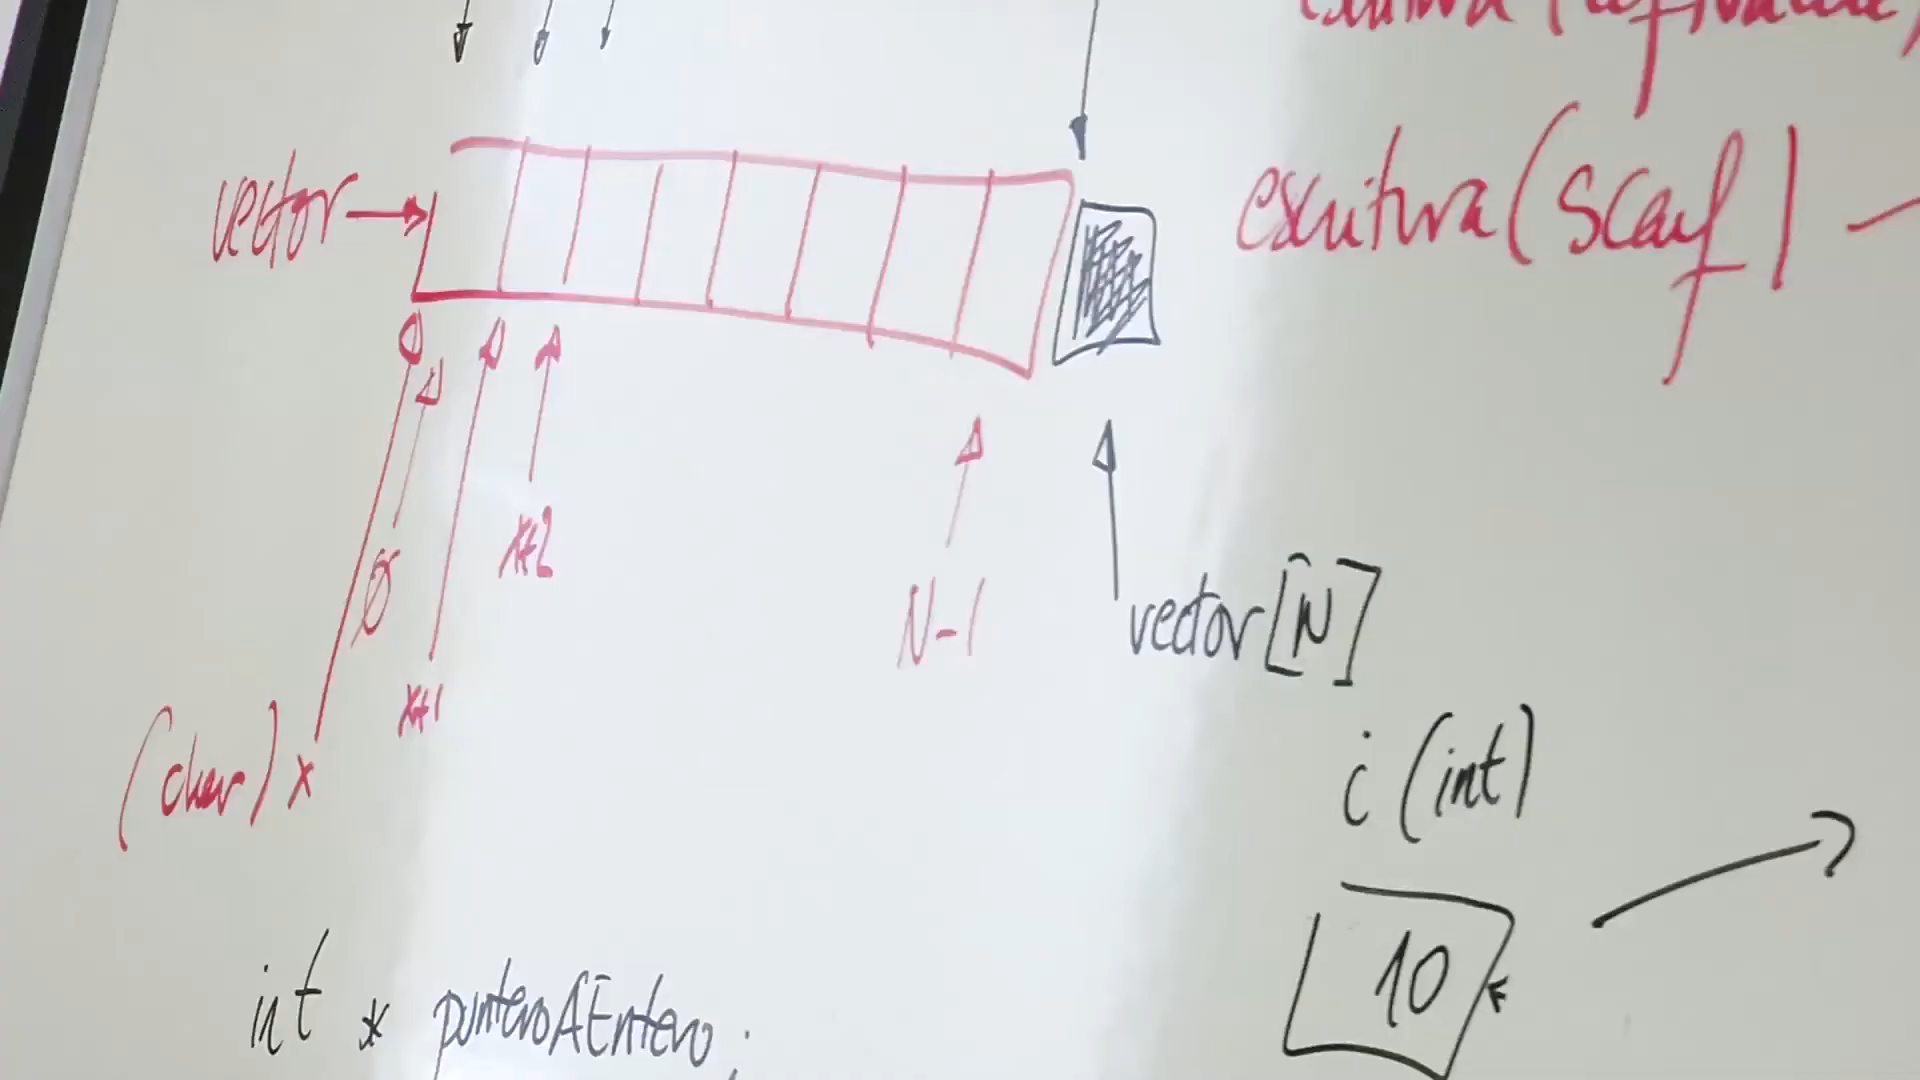 vector
escritura (scanf)
Ø
x+2
x+1
N-1
vector[N]
(char) x
i (int)
10
int * punteroAEntero;